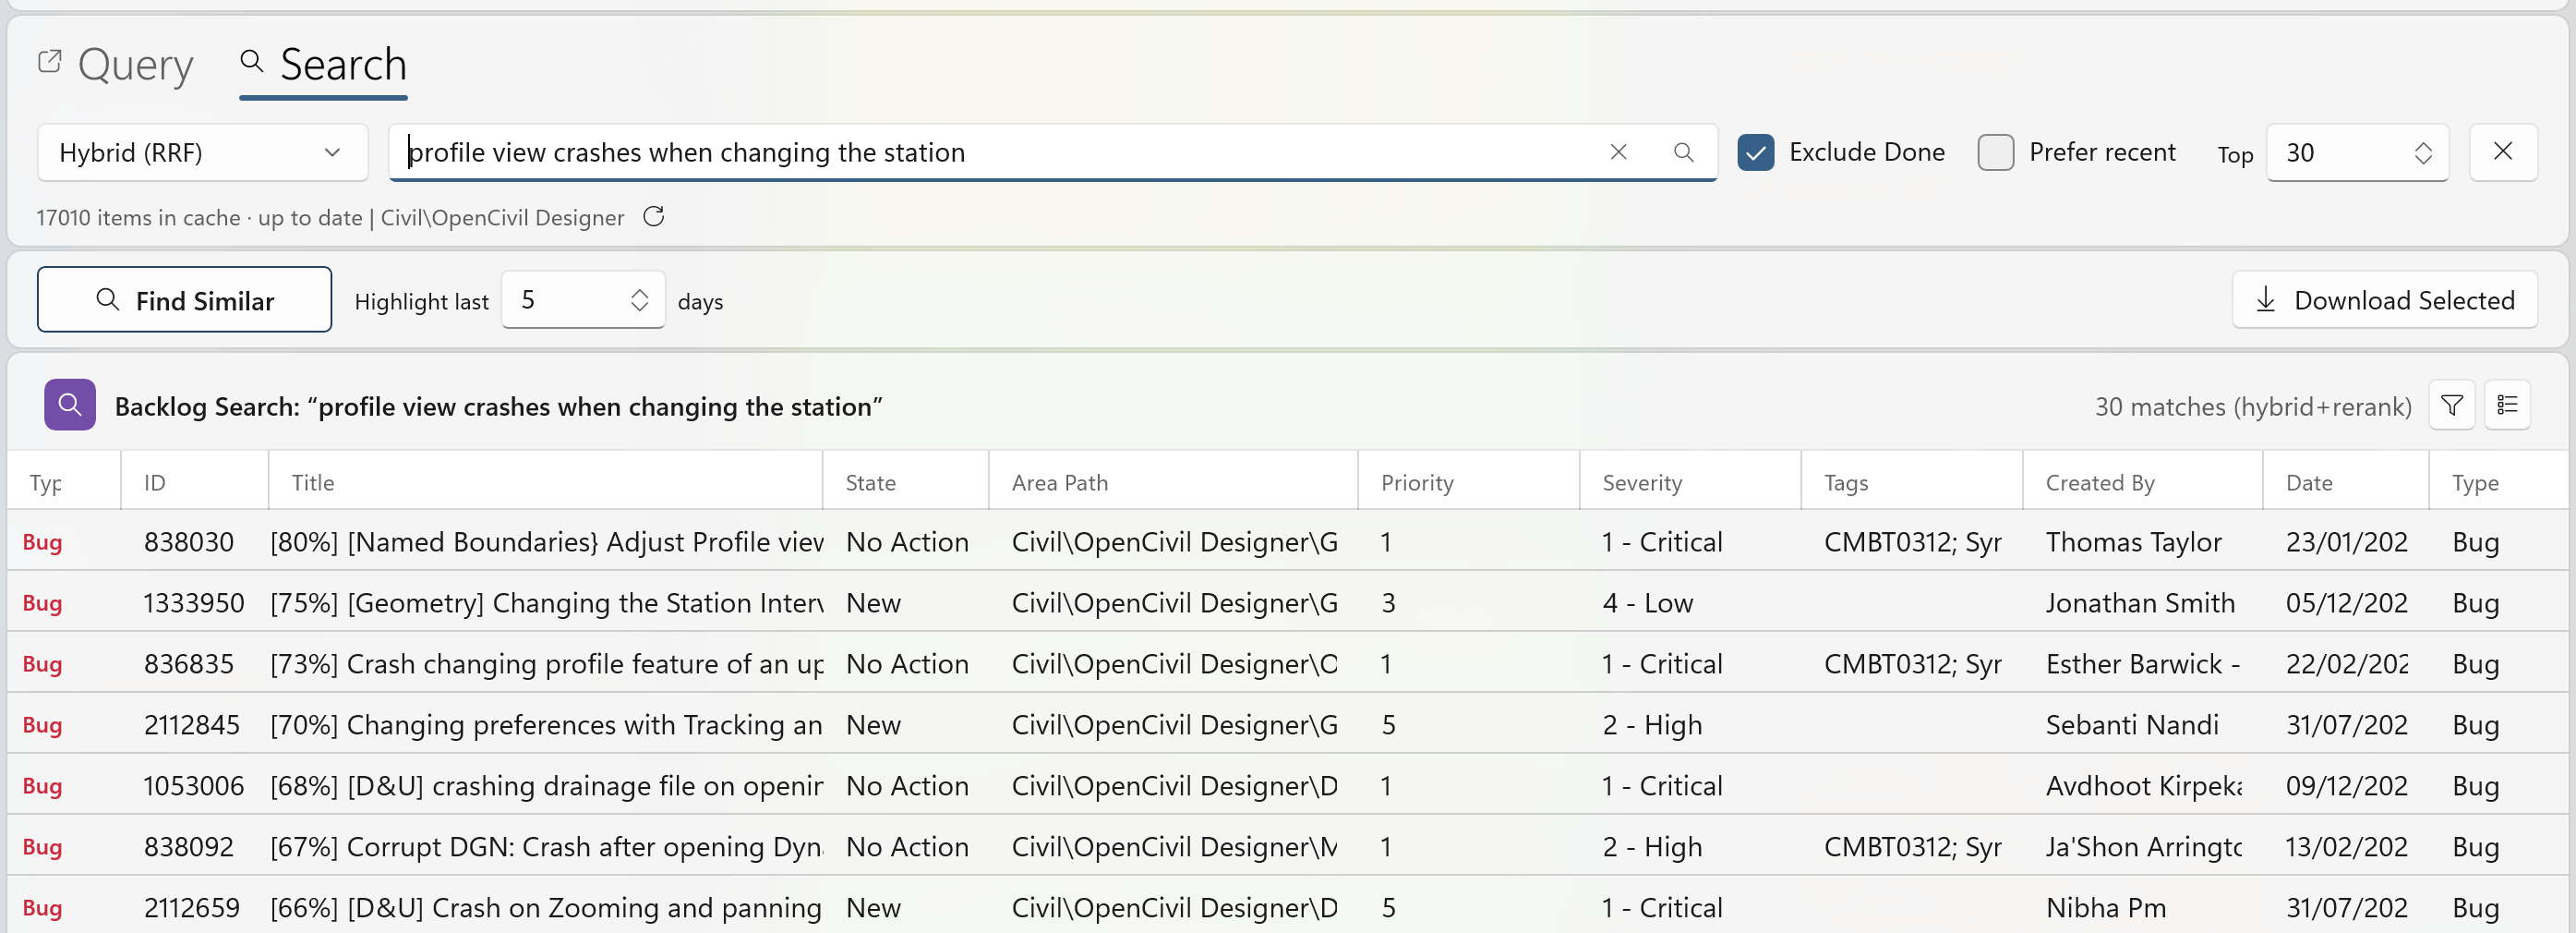 Query Search
Hybrid (RRF) profile view crashes when changing the station Exclude Done Prefer recent Top 30
17010 items in cache · up to date | Civil\OpenCivil Designer
Find Similar Highlight last 5 days Download Selected
Backlog Search: “profile view crashes when changing the station” 30 matches (hybrid+rerank)
Typ ID Title State Area Path Priority Severity Tags Created By Date Type
Bug 838030 [80%] [Named Boundaries} Adjust Profile view No Action Civil\OpenCivil Designer\G 1 1 - Critical CMBT0312; Syr Thomas Taylor 23/01/202 Bug
Bug 1333950 [75%] [Geometry] Changing the Station Interv New Civil\OpenCivil Designer\G 3 4 - Low Jonathan Smith 05/12/202 Bug
Bug 836835 [73%] Crash changing profile feature of an up No Action Civil\OpenCivil Designer\O 1 1 - Critical CMBT0312; Syr Esther Barwick - 22/02/202 Bug
Bug 2112845 [70%] Changing preferences with Tracking an New Civil\OpenCivil Designer\G 5 2 - High Sebanti Nandi 31/07/202 Bug
Bug 1053006 [68%] [D&U] crashing drainage file on openin No Action Civil\OpenCivil Designer\D 1 1 - Critical Avdhoot Kirpeka 09/12/202 Bug
Bug 838092 [67%] Corrupt DGN: Crash after opening Dyn No Action Civil\OpenCivil Designer\M 1 2 - High CMBT0312; Syr Ja'Shon Arringto 13/02/202 Bug
Bug 2112659 [66%] [D&U] Crash on Zooming and panning New Civil\OpenCivil Designer\D 5 1 - Critical Nibha Pm 31/07/202 Bug